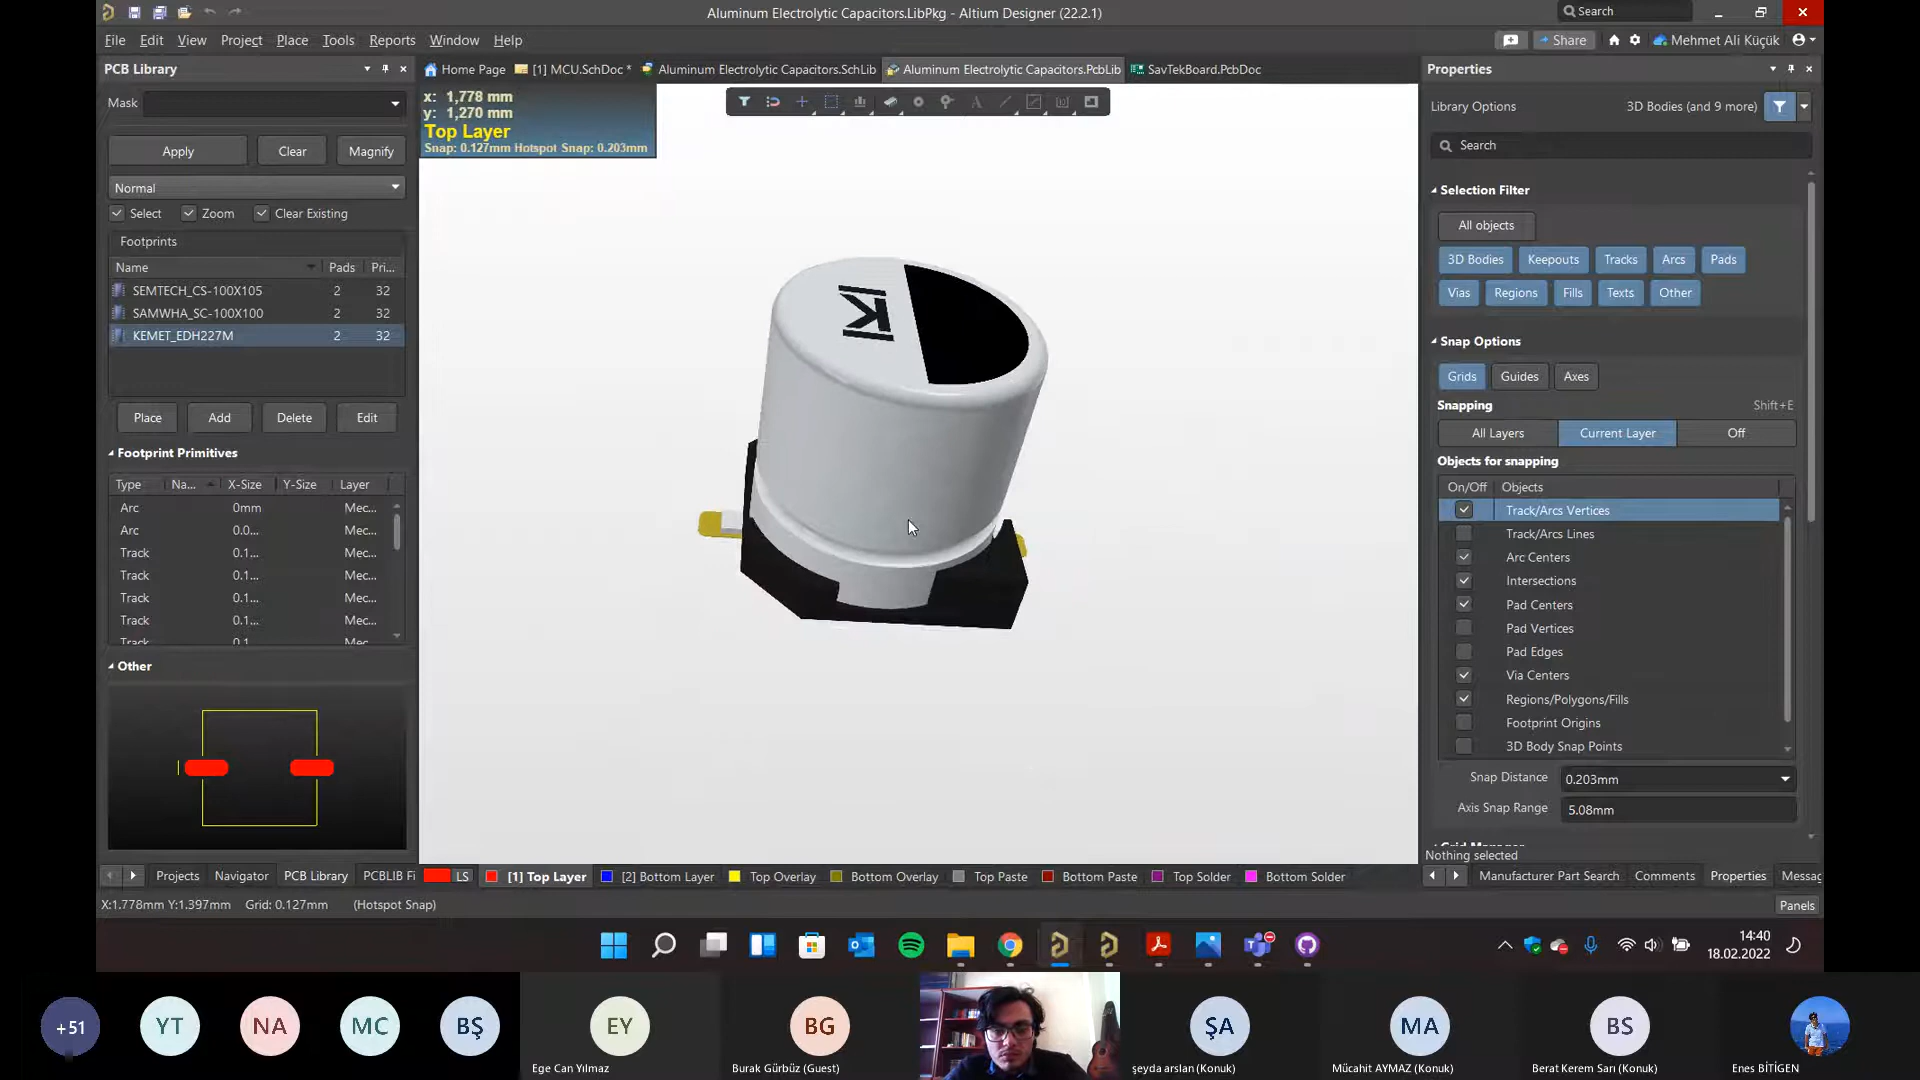 Aluminum Electrolytic Capacitors.LibPkg - Altium Designer (22.2.1)
Search
File Edit View Project Place Tools Reports Window Help
Share
Mehmet Ali Küçük
PCB Library
Home Page
[1] MCU.SchDoc *
Aluminum Electrolytic Capacitors.SchLib
Aluminum Electrolytic Capacitors.PcbLib
SavTekBoard.PcbDoc
Properties
Mask
Apply Clear Magnify
Normal
Select Zoom Clear Existing
Footprints
Name Pads Pri...
SEMTECH_CS-100X105 2 32
SAMWHA_SC-100X100 2 32
KEMET_EDH227M 2 32
Place Add Delete Edit
Footprint Primitives
Type Na... X-Size Y-Size Layer
Arc 0mm Mec...
Arc 0.0... Mec...
Track 0.1... Mec...
Track 0.1... Mec...
Track 0.1... Mec...
Track 0.1... Mec...
Track 0.1... Mec...
Track 0.1 Mec
Other
x: 1,778 mm
y: 1,270 mm
Top Layer
Snap: 0.127mm Hotspot Snap: 0.203mm
K
Library Options
3D Bodies (and 9 more)
Search
Selection Filter
All objects
3D Bodies Keepouts Tracks Arcs Pads
Vias Regions Fills Texts Other
Snap Options
Grids Guides Axes
Snapping Shift+E
All Layers Current Layer Off
Objects for snapping
On/Off Objects
Track/Arcs Vertices
Track/Arcs Lines
Arc Centers
Intersections
Pad Centers
Pad Vertices
Pad Edges
Via Centers
Regions/Polygons/Fills
Footprint Origins
3D Body Snap Points
Snap Distance 0.203mm
Axis Snap Range 5.08mm
Grid Manager
Nothing selected
Projects Navigator PCB Library PCBLIB Fi
LS [1] Top Layer [2] Bottom Layer Top Overlay Bottom Overlay Top Paste Bottom Paste Top Solder Bottom Solder
Manufacturer Part Search Comments Properties Messag
X:1.778mm Y:1.397mm Grid: 0.127mm (Hotspot Snap)
Panels
14:40
18.02.2022
+51 YT NA MC BŞ EY BG ŞA MA BS
Ege Can Yılmaz
Burak Gürbüz (Guest)
şeyda arslan (Konuk)
Mücahit AYMAZ (Konuk)
Berat Kerem Sarı (Konuk)
Enes BİTİGEN